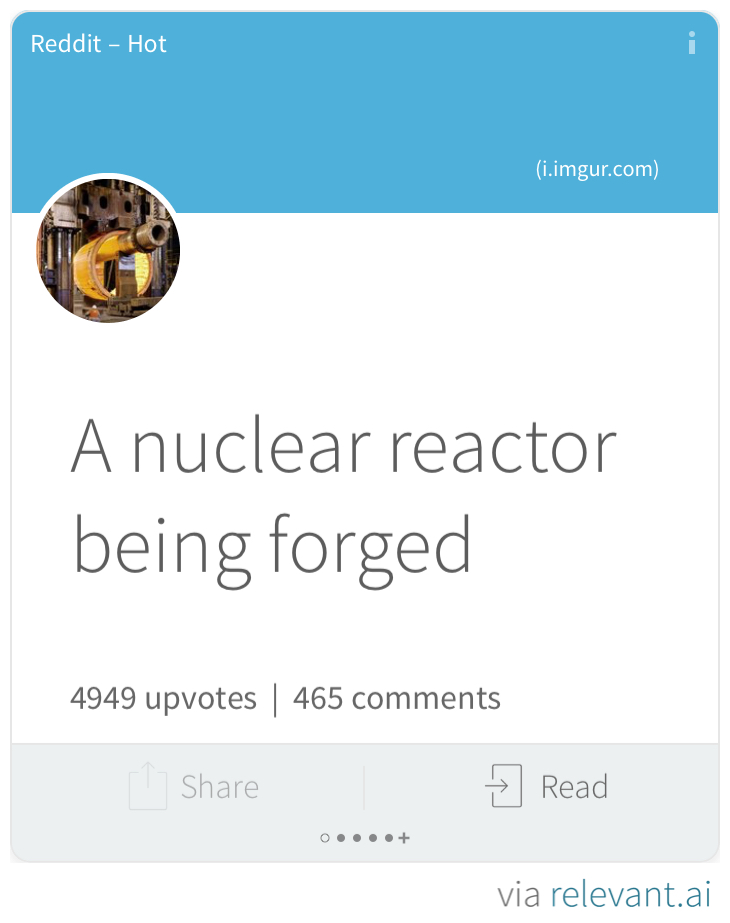 Reddit – Hot
(i.imgur.com)
A nuclear reactor
being forged
4949 upvotes | 465 comments
Share
Read
via relevant.ai